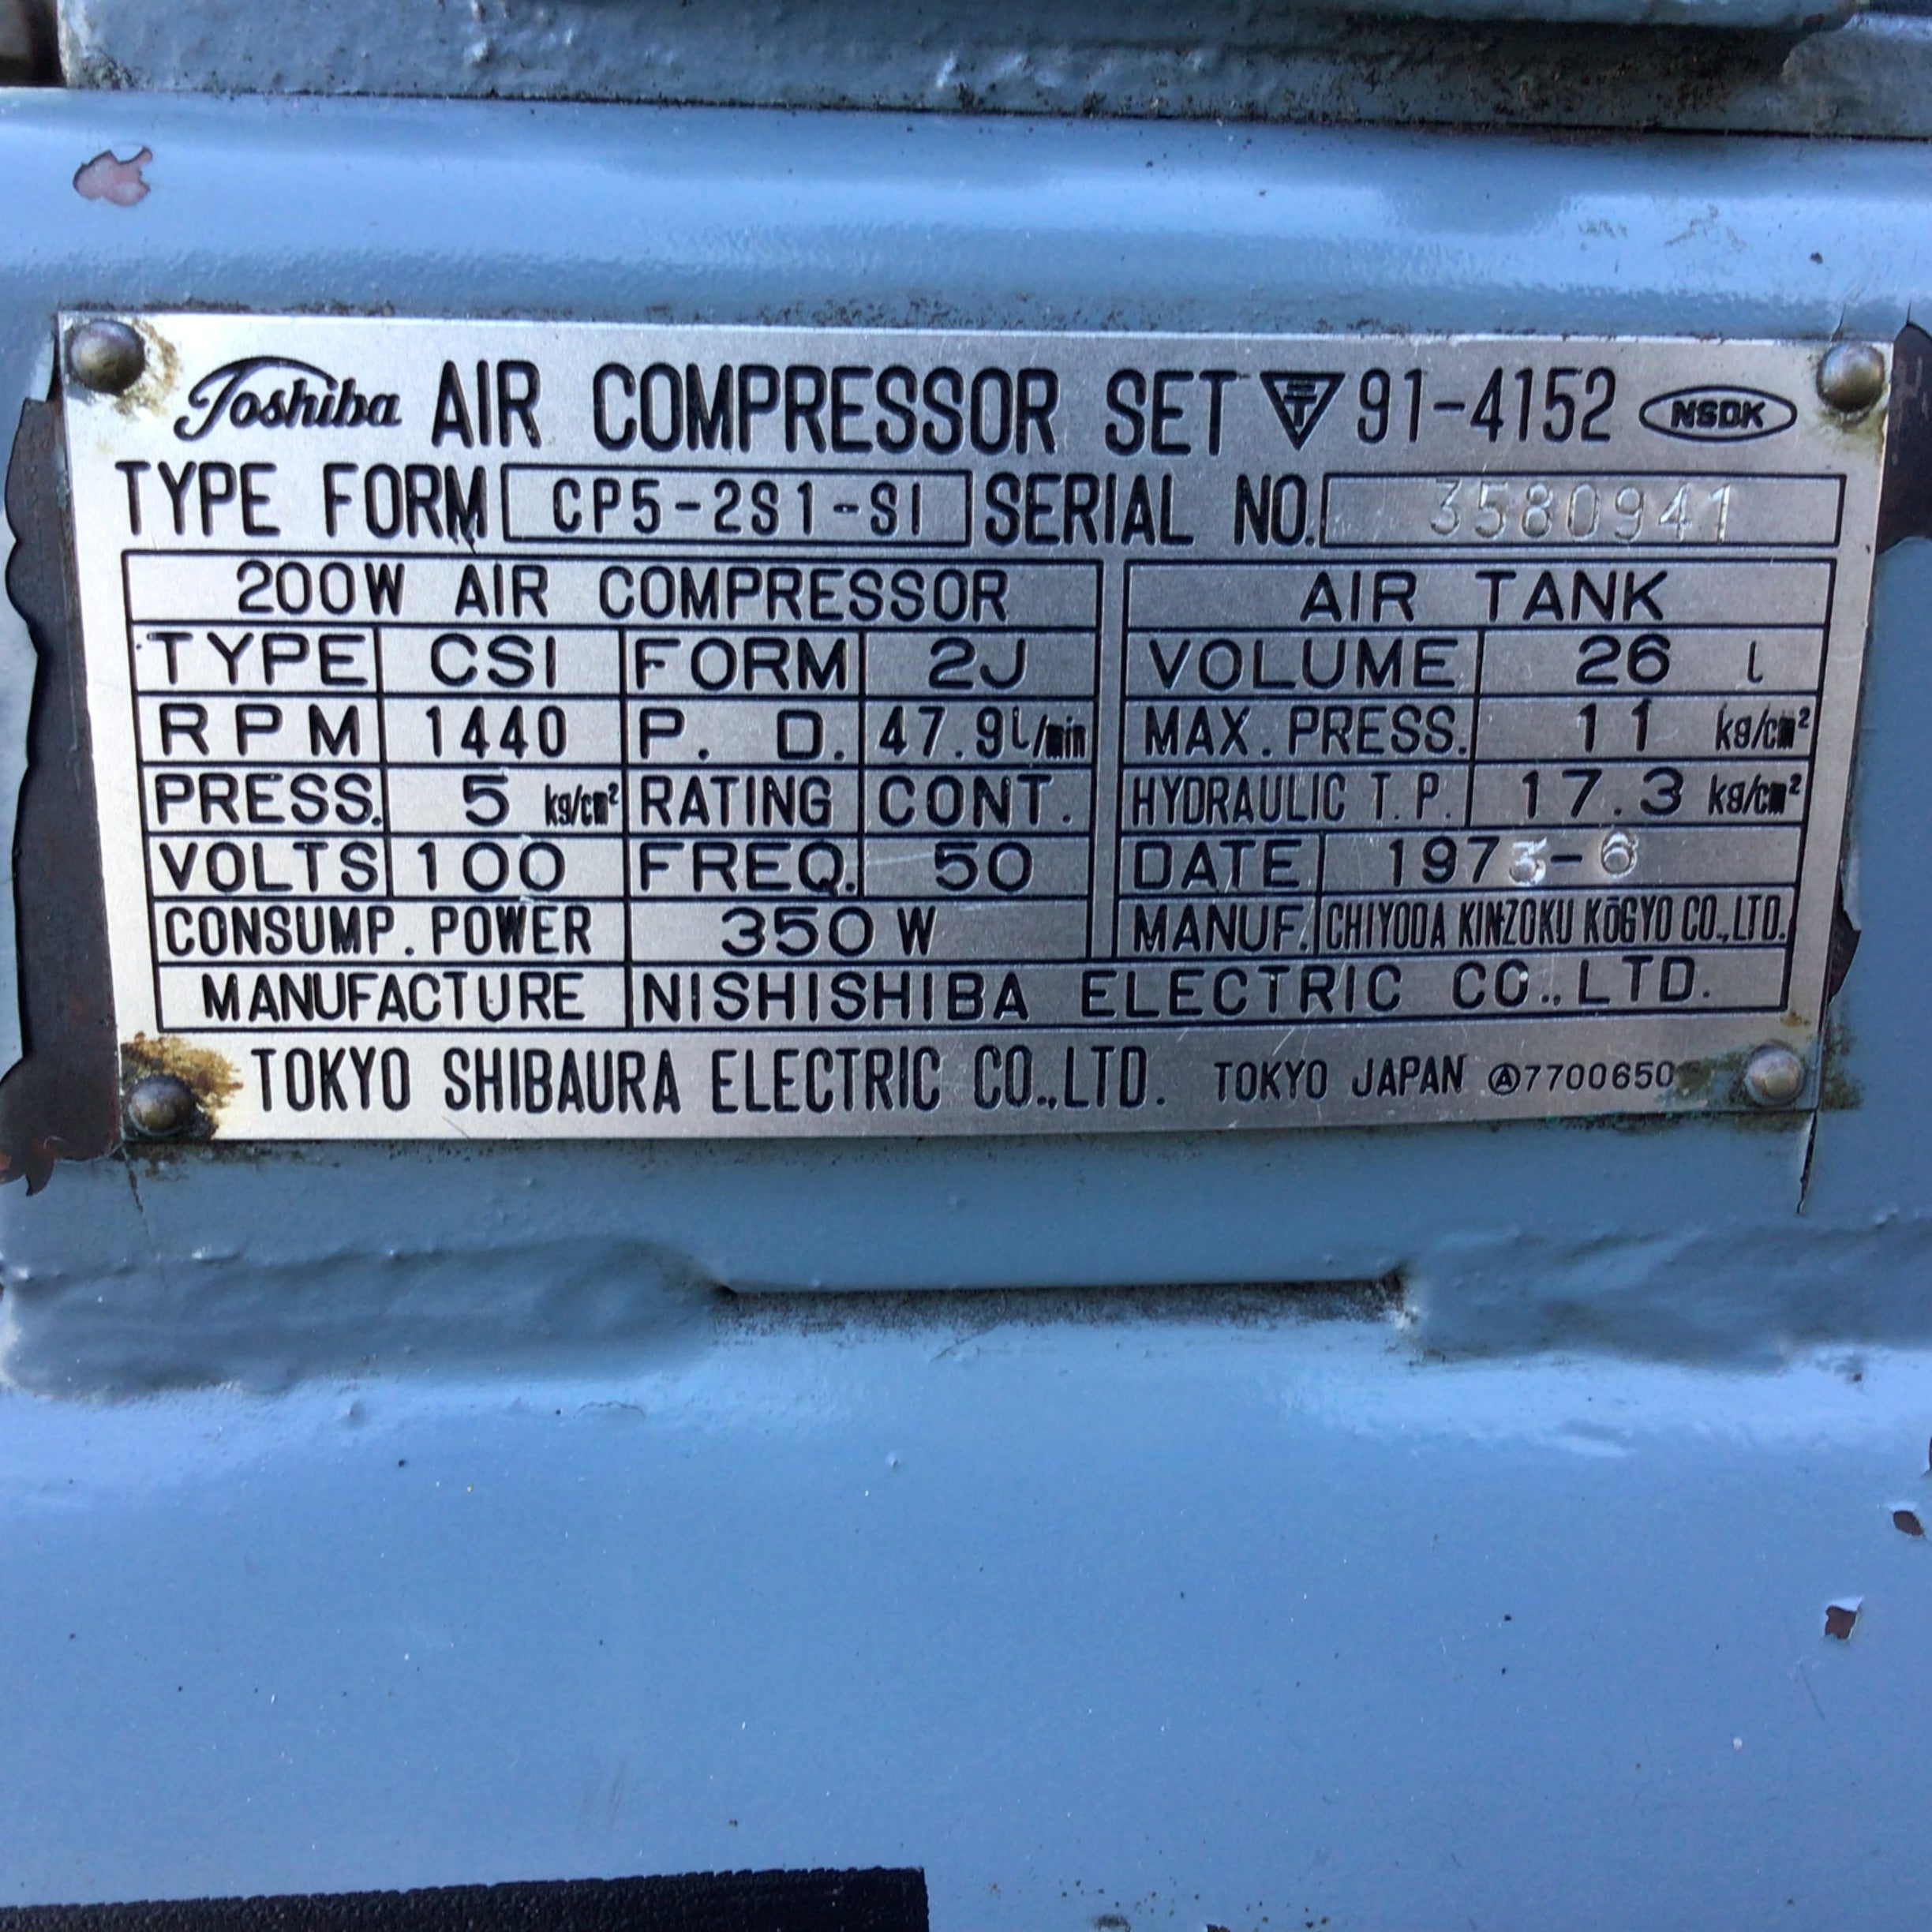 Toshiba AIR COMPRESSOR SET 91-4152 NSDK
TYPE FORM CP5-2S1-S1 SERIAL NO. 3580941
200W AIR COMPRESSOR AIR TANK
TYPE CSI FORM 2J VOLUME 26 l
RPM 1440 P. D. 47.9 l/min MAX. PRESS. 11 kg/cm²
PRESS. 5 kg/cm² RATING CONT. HYDRAULIC T.P. 17.3 kg/cm²
VOLTS 100 FREQ. 50 DATE 1973-6
CONSUMP. POWER 350 W MANUF. CHIYODA KINZOKU KŌGYO CO.,LTD.
MANUFACTURE NISHISHIBA ELECTRIC CO.,LTD.
TOKYO SHIBAURA ELECTRIC CO.,LTD. TOKYO JAPAN Ⓐ7700650